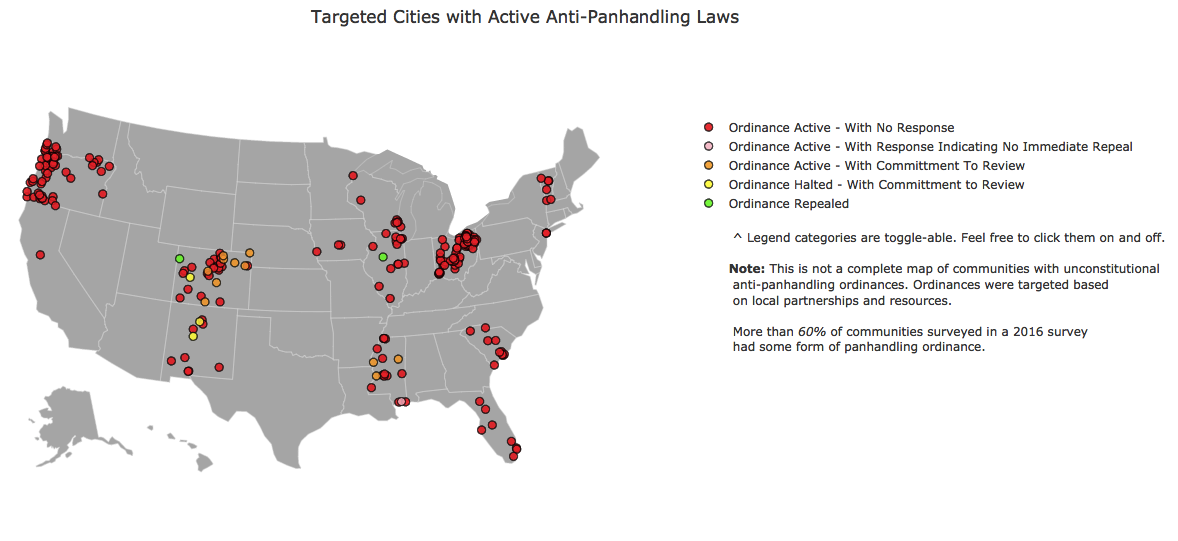 Targeted Cities with Active Anti-Panhandling Laws
Ordinance Active - With No Response
Ordinance Active - With Response Indicating No Immediate Repeal
Ordinance Active - With Commitment To Review
Ordinance Halted - With Commitment to Review
Ordinance Repealed
^ Legend categories are toggle-able. Feel free to click them on and off.
Note: This is not a complete map of communities with unconstitutional
anti-panhandling ordinances. Ordinances were targeted based
on local partnerships and resources.
More than 60% of communities surveyed in a 2016 survey
had some form of panhandling ordinance.